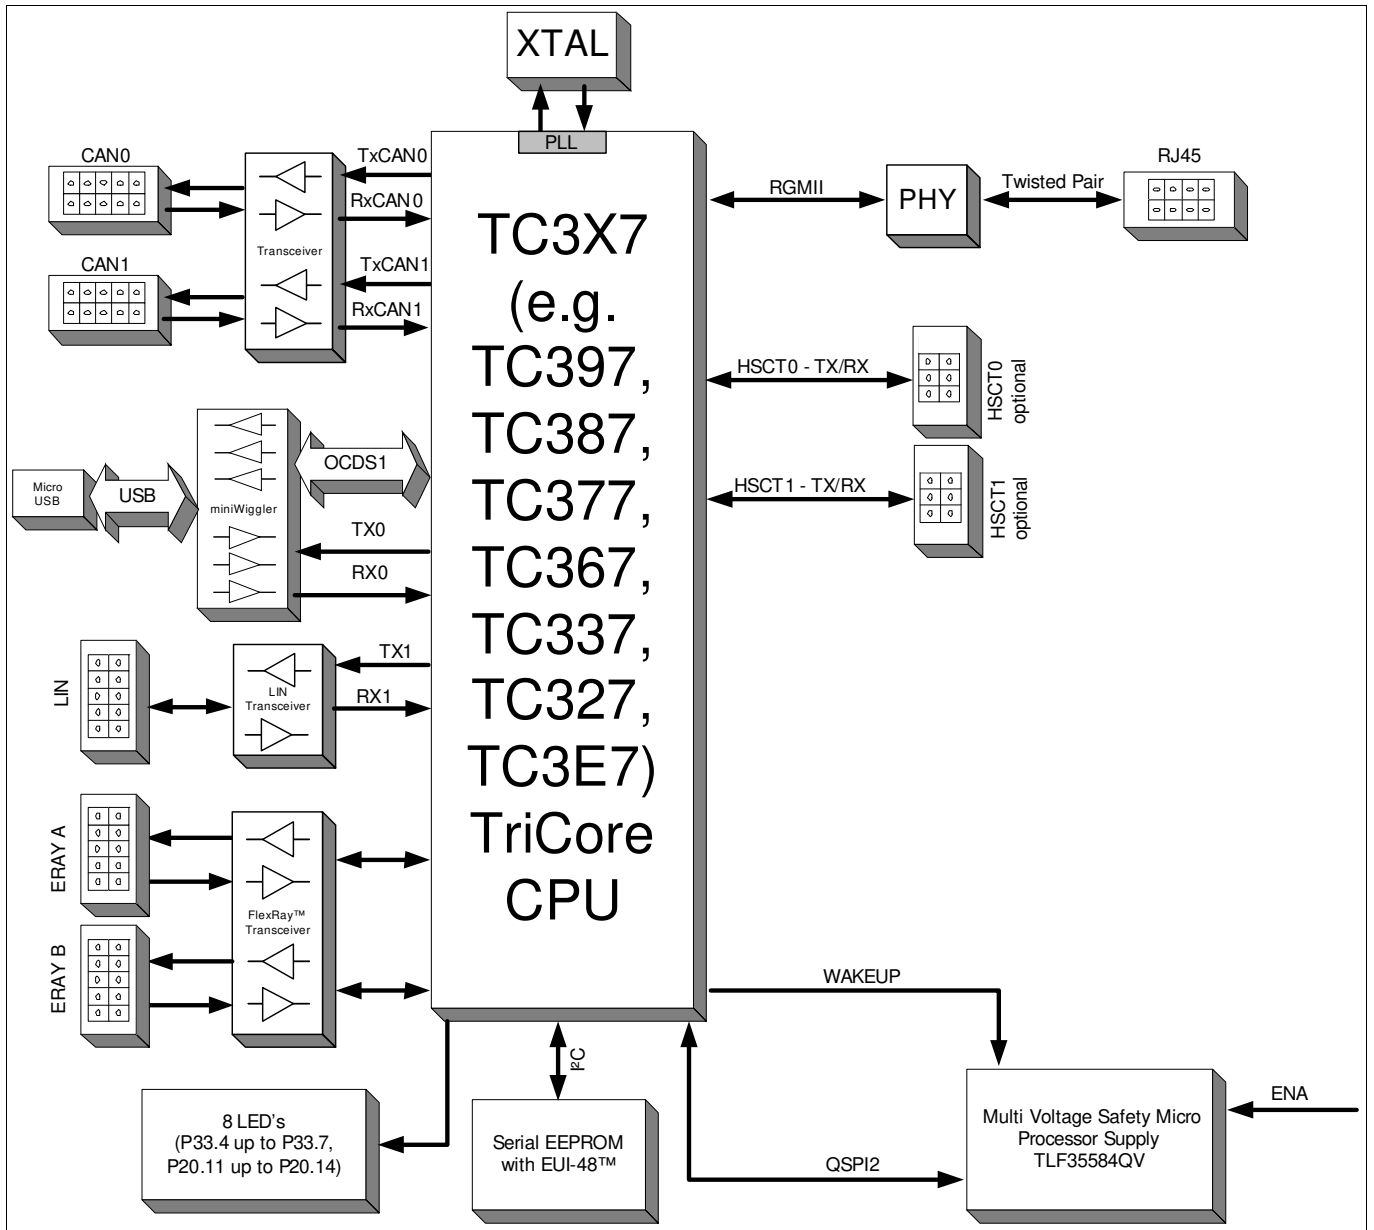 XTAL
PLL
CAN0
TxCAN0
RxCAN0
Transceiver
CAN1
TxCAN1
RxCAN1
TC3X7
(e.g.
TC397,
TC387,
TC377,
TC367,
TC337,
TC327,
TC3E7)
TriCore
CPU
RGMII
PHY
Twisted Pair
RJ45
HSCT0 - TX/RX
HSCT0
optional
HSCT1 - TX/RX
HSCT1
optional
Micro
USB
USB
miniWiggler
OCDS1
TX0
RX0
LIN
LIN
Transceiver
TX1
RX1
ERAY A
ERAY B
FlexRay™
Transceiver
WAKEUP
I²C
8 LED's
(P33.4 up to P33.7,
P20.11 up to P20.14)
Serial EEPROM
with EUI-48™
QSPI2
Multi Voltage Safety Micro
Processor Supply
TLF35584QV
ENA